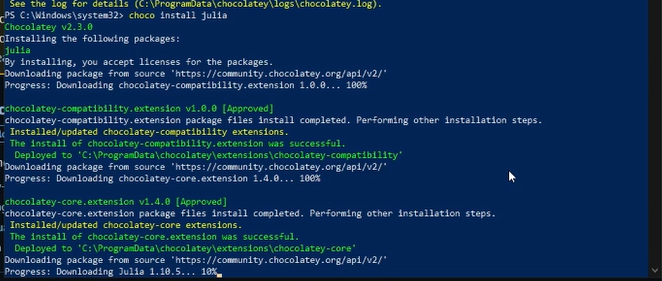 See the log for details (C:\ProgramData\chocolatey\logs\chocolatey.log).
PS C:\Windows\system32> choco install julia
Chocolatey v2.3.0
Installing the following packages:
julia
By installing, you accept licenses for the packages.
Downloading package from source 'https://community.chocolatey.org/api/v2/'
Progress: Downloading chocolatey-compatibility.extension 1.0.0... 100%
chocolatey-compatibility.extension v1.0.0 [Approved]
chocolatey-compatibility.extension package files install completed. Performing other installation steps.
Installed/updated chocolatey-compatibility extensions.
The install of chocolatey-compatibility.extension was successful.
Deployed to 'C:\ProgramData\chocolatey\extensions\chocolatey-compatibility'
Downloading package from source 'https://community.chocolatey.org/api/v2/'
Progress: Downloading chocolatey-core.extension 1.4.0... 100%
chocolatey-core.extension v1.4.0 [Approved]
chocolatey-core.extension package files install completed. Performing other installation steps.
Installed/updated chocolatey-core extensions.
The install of chocolatey-core.extension was successful.
Deployed to 'C:\ProgramData\chocolatey\extensions\chocolatey-core'
Downloading package from source 'https://community.chocolatey.org/api/v2/'
Progress: Downloading Julia 1.10.5... 10%